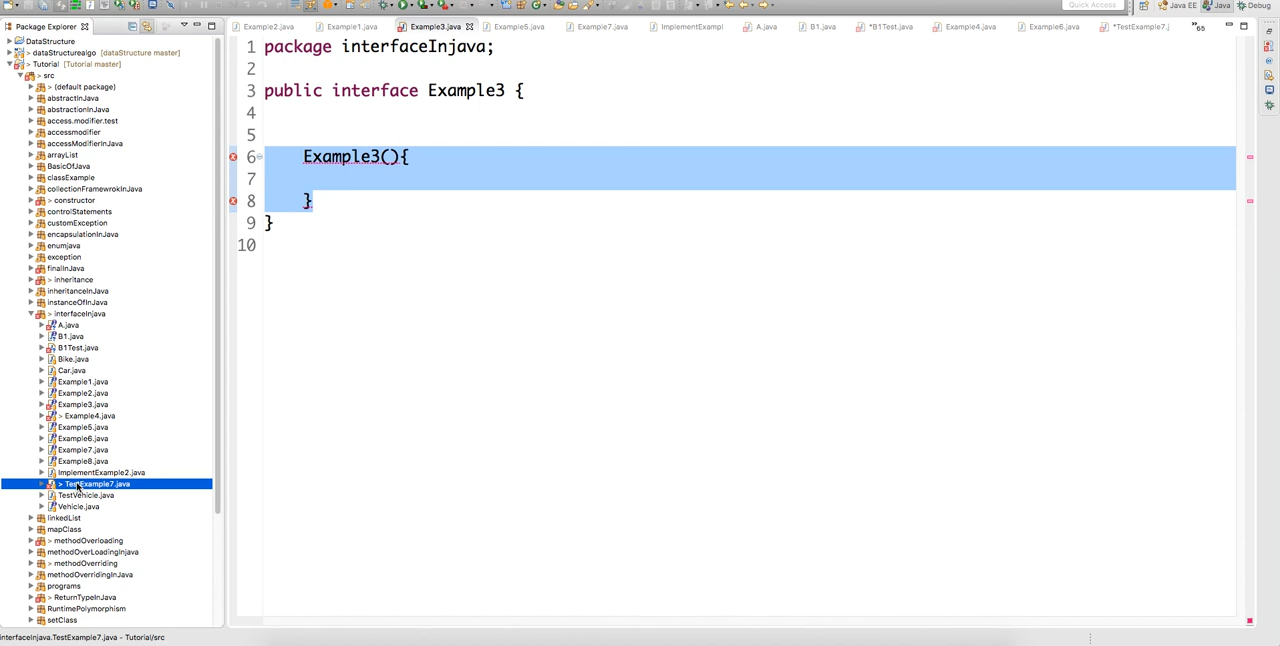 Quick Access
Java EE
Java
Debug
Package Explorer
Example2.java
Example1.java
Example3.java
Example5.java
Example7.java
ImplementExampl
A.java
B1.java
*B1Test.java
Example4.java
Example6.java
*TestExample7.j
65
DataStructure
> dataStructurealgo [dataStructure master]
> Tutorial [Tutorial master]
> src
> (default package)
abstractInJava
abstractionInJava
access.modifier.test
accessmodifier
accessModifierInJava
arrayList
BasicOfJava
classExample
collectionFramewrokInJava
> constructor
controlStatements
customException
encapsulationInJava
enumjava
exception
finalInJava
> inheritance
inheritanceInJava
instanceOfInJava
> interfaceInjava
A.java
B1.java
B1Test.java
Bike.java
Car.java
Example1.java
Example2.java
Example3.java
> Example4.java
Example5.java
Example6.java
Example7.java
Example8.java
ImplementExample2.java
> TestExample7.java
TestVehicle.java
Vehicle.java
linkedList
mapClass
> methodOverloading
methodOverLoadingInjava
> methodOverriding
methodOverridingInJava
programs
> ReturnTypeInJava
RuntimePolymorphism
setClass
1 package interfaceInjava;
2
3 public interface Example3 {
4
5
6 Example3(){
7
8 }
9 }
10
interfaceInjava.TestExample7.java - Tutorial/src